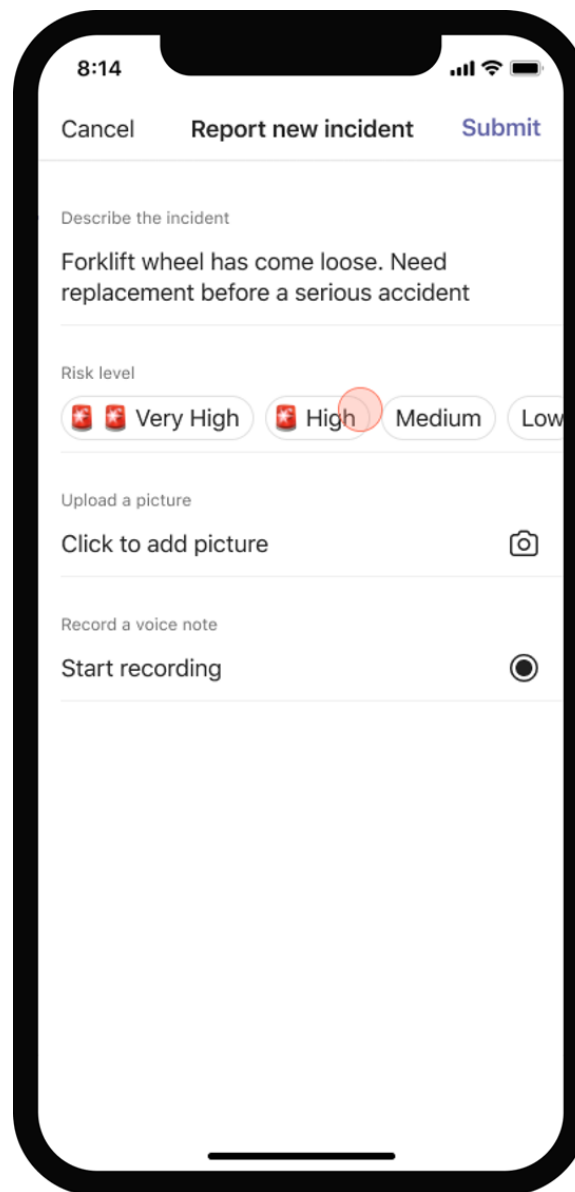 8:14
Cancel Report new incident Submit
Describe the incident
Forklift wheel has come loose. Need
replacement before a serious accident
Risk level
🚨 🚨 Very High 🚨 High Medium Low
Upload a picture
Click to add picture
Record a voice note
Start recording